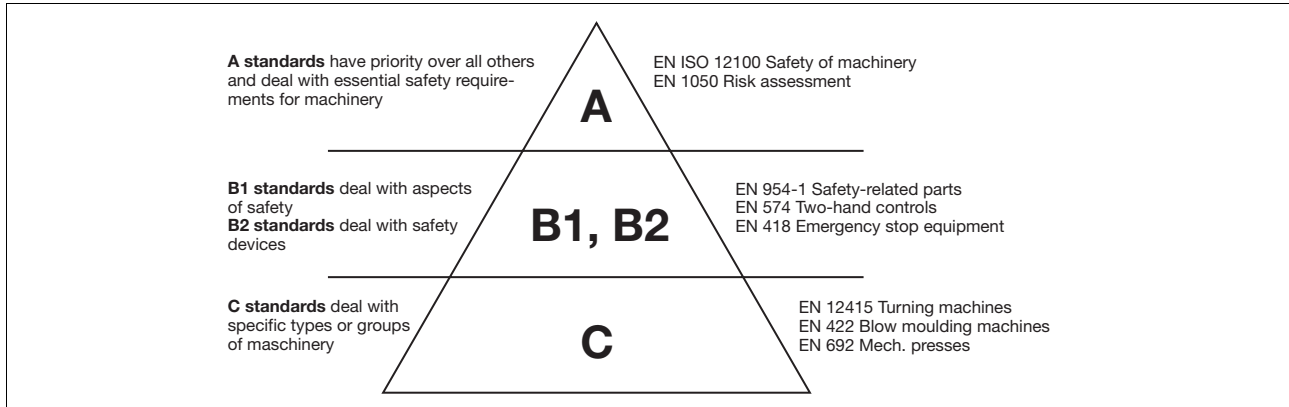 A standards have priority over all others
and deal with essential safety require-
ments for machinery
EN ISO 12100 Safety of machinery
EN 1050 Risk assessment
A
B1 standards deal with aspects
of safety
B2 standards deal with safety
devices
B1, B2
EN 954-1 Safety-related parts
EN 574 Two-hand controls
EN 418 Emergency stop equipment
C standards deal with
specific types or groups
of maschinery
C
EN 12415 Turning machines
EN 422 Blow moulding machines
EN 692 Mech. presses